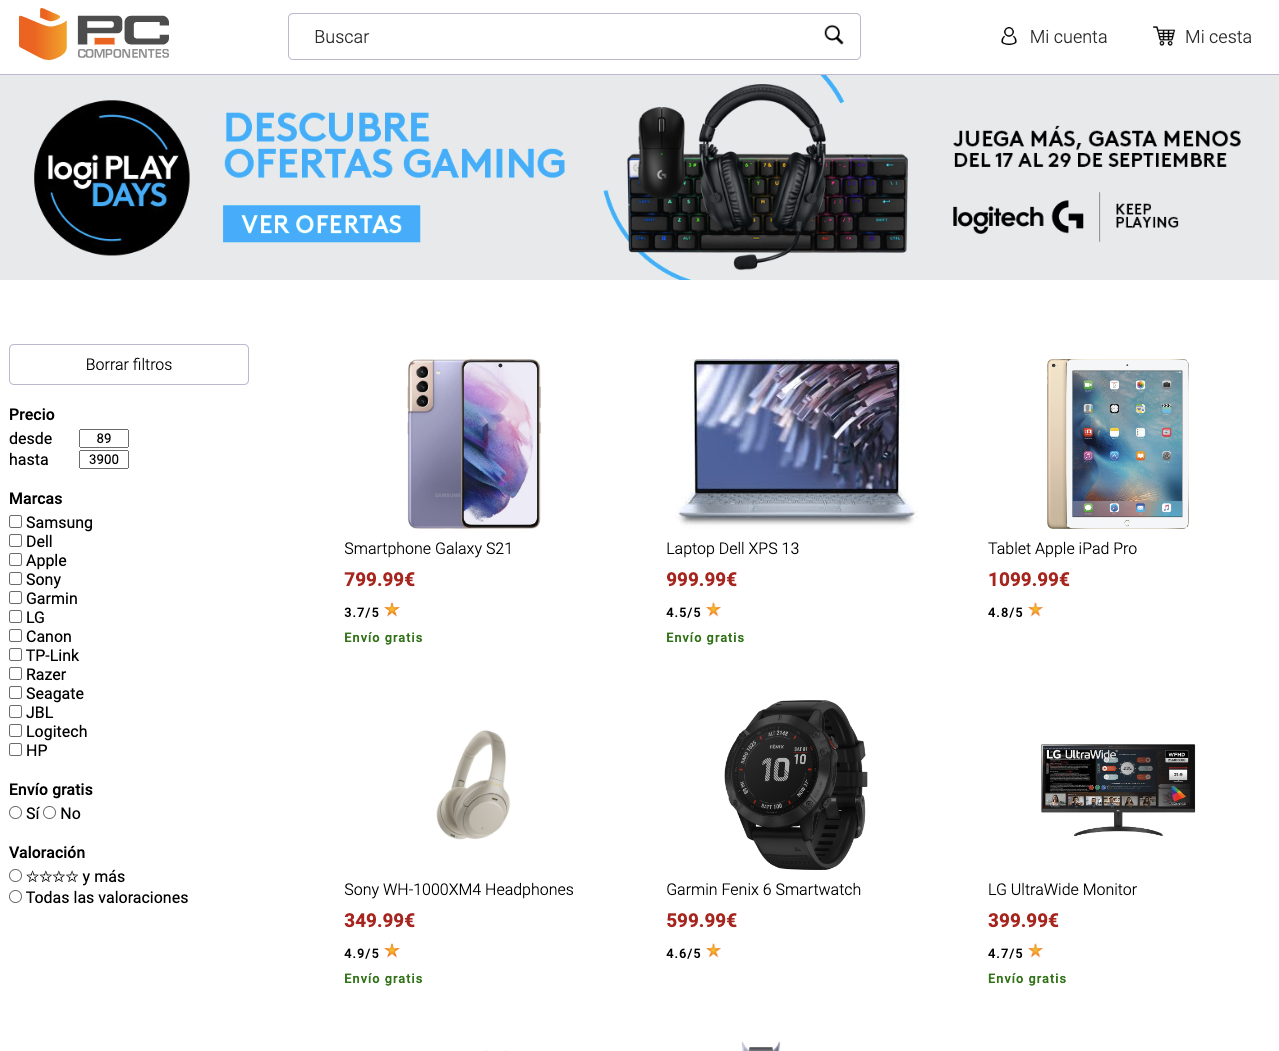 PC
COMPONENTES
Buscar
Mi cuenta
Mi cesta
logi PLAY
DAYS
DESCUBRE
OFERTAS GAMING
VER OFERTAS
JUEGA MÁS, GASTA MENOS
DEL 17 AL 29 DE SEPTIEMBRE
logitech G
KEEP
PLAYING
Borrar filtros
Precio
desde 89
hasta 3900
Marcas
Samsung
Dell
Apple
Sony
Garmin
LG
Canon
TP-Link
Razer
Seagate
JBL
Logitech
HP
Envío gratis
Sí No
Valoración
☆☆☆☆ y más
Todas las valoraciones
SAMSUNG
Smartphone Galaxy S21
799.99€
3.7/5
Envío gratis
Laptop Dell XPS 13
999.99€
4.5/5
Envío gratis
Tablet Apple iPad Pro
1099.99€
4.8/5
Sony WH-1000XM4 Headphones
349.99€
4.9/5
Envío gratis
FENIX
10 10
Garmin Fenix 6 Smartwatch
599.99€
4.6/5
LG UltraWide
LG UltraWide Monitor
399.99€
4.7/5
Envío gratis